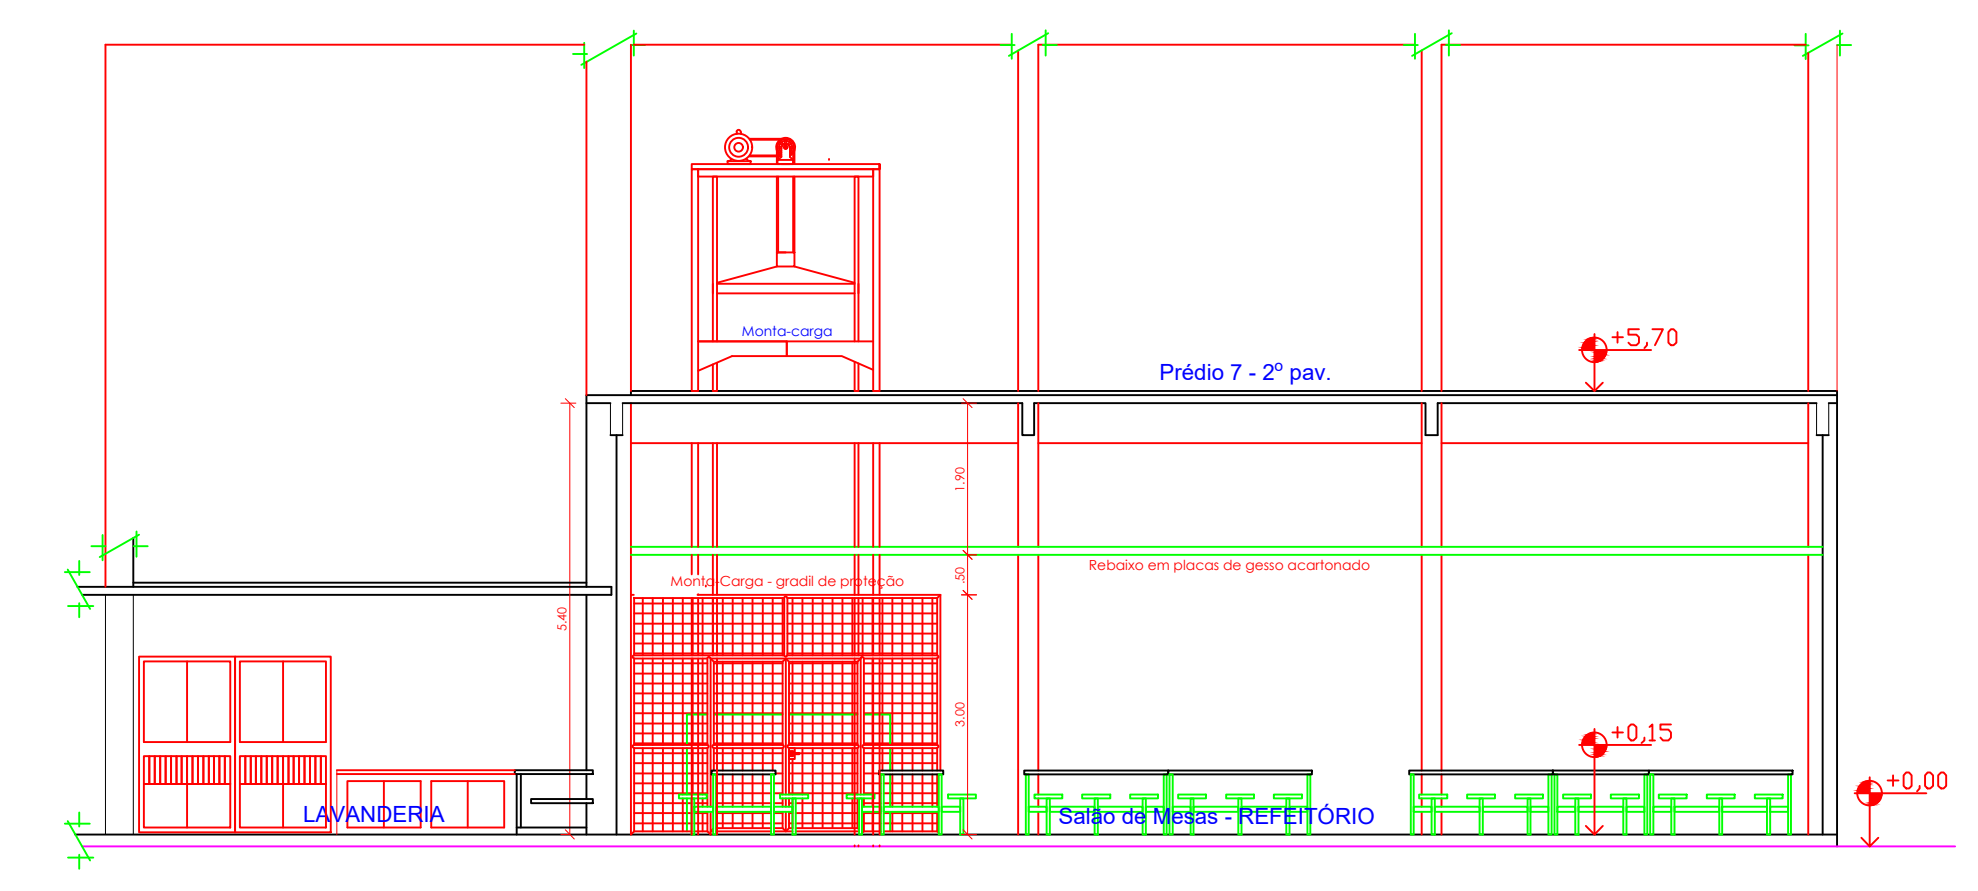 Monta-carga
+5,70
Prédio 7 - 2º pav.
1.90
Rebaixo em placas de gesso acartonado
.50
Monta-Carga - gradil de proteção
5.40
3.00
+0,15
+0,00
LAVANDERIA
Salão de Mesas - REFEITÓRIO